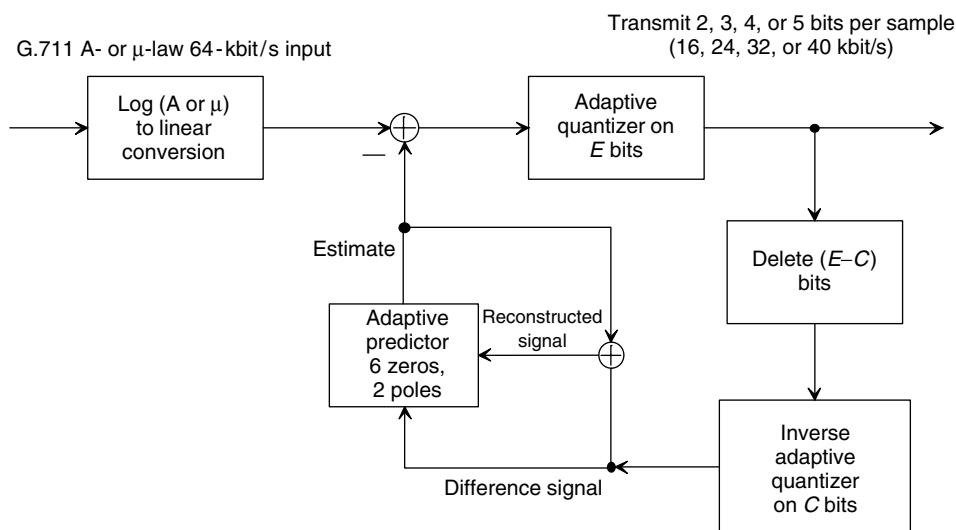 Transmit 2, 3, 4, or 5 bits per sample
(16, 24, 32, or 40 kbit/s)
G.711 A- or μ-law 64-kbit/s input
Log (A or μ)
to linear
conversion
+
—
Adaptive
quantizer on
E bits
Estimate
Delete (E–C)
bits
Adaptive
predictor
6 zeros,
2 poles
Reconstructed
signal
+
Inverse
adaptive
quantizer
on C bits
Difference signal